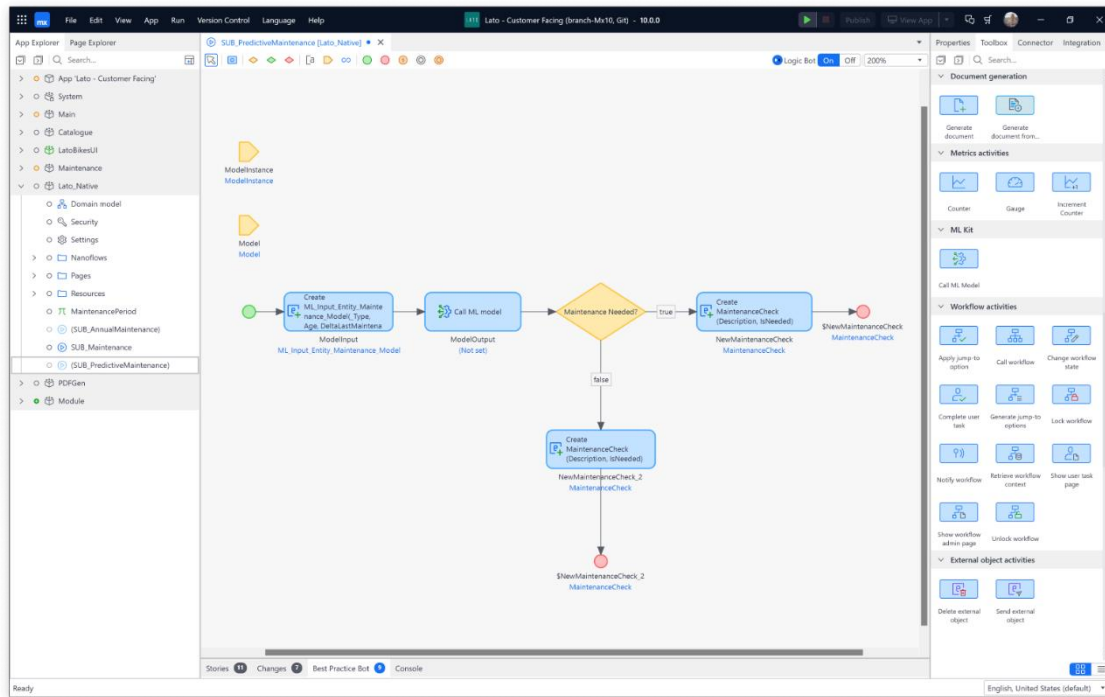 mx File Edit View App Run Version Control Language Help
LATO Lato - Customer Facing (branch-Mx10, Git) - 10.0.0
Publish View App
App Explorer Page Explorer
Search...
App 'Lato - Customer Facing'
System
Main
Catalogue
LatoBikesUI
Maintenance
Lato_Native
Domain model
Security
Settings
Nanoflows
Pages
Resources
MaintenancePeriod
(SUB_AnnualMaintenance)
SUB_Maintenance
(SUB_PredictiveMaintenance)
PDFGen
Module
SUB_PredictiveMaintenance [Lato_Native]
Logic Bot On Off 200%
ModelInstance
ModelInstance
Model
Model
Create
ML_Input_Entity_Mainte
nance_Model(_Type,
Age, DeltaLastMaintena
ModelInput
ML_Input_Entity_Maintenance_Model
Call ML model
ModelOutput
(Not set)
Maintenance Needed?
true
Create
MaintenanceCheck
(Description, IsNeeded)
NewMaintenanceCheck
MaintenanceCheck
$NewMaintenanceCheck
MaintenanceCheck
false
Create
MaintenanceCheck
(Description, IsNeeded)
NewMaintenanceCheck_2
MaintenanceCheck
$NewMaintenanceCheck_2
MaintenanceCheck
Stories 11 Changes 7 Best Practice Bot 9 Console
Properties Toolbox Connector Integration
Search...
Document generation
Generate
document
Generate
document from...
Metrics activities
Counter
Gauge
Increment
Counter
ML Kit
Call ML Model
Workflow activities
Apply jump-to
option
Call workflow
Change workflow
state
Complete user
task
Generate jump-to
options
Lock workflow
Notify workflow
Retrieve workflow
context
Show user task
page
Show workflow
admin page
Unlock workflow
External object activities
Delete external
object
Send external
object
Ready
English, United States (default)